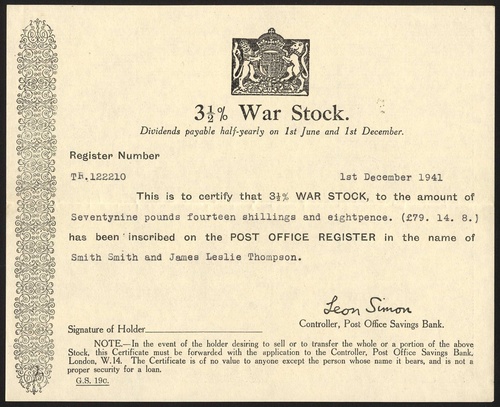 3½% War Stock.
Dividends payable half-yearly on 1st June and 1st December.
Register Number
TB.122210 1st December 1941
This is to certify that 3½% WAR STOCK, to the amount of
Seventynine pounds fourteen shillings and eightpence. (£79. 14. 8.)
has been inscribed on the POST OFFICE REGISTER in the name of
Smith Smith and James Leslie Thompson.
Leon Simon
Controller, Post Office Savings Bank.
Signature of Holder
NOTE.—In the event of the holder desiring to sell or to transfer the whole or a portion of the above
Stock, this Certificate must be forwarded with the application to the Controller, Post Office Savings Bank,
London, W.14. The Certificate is of no value to anyone except the person whose name it bears, and is not a
proper security for a loan.
G.S. 19c.